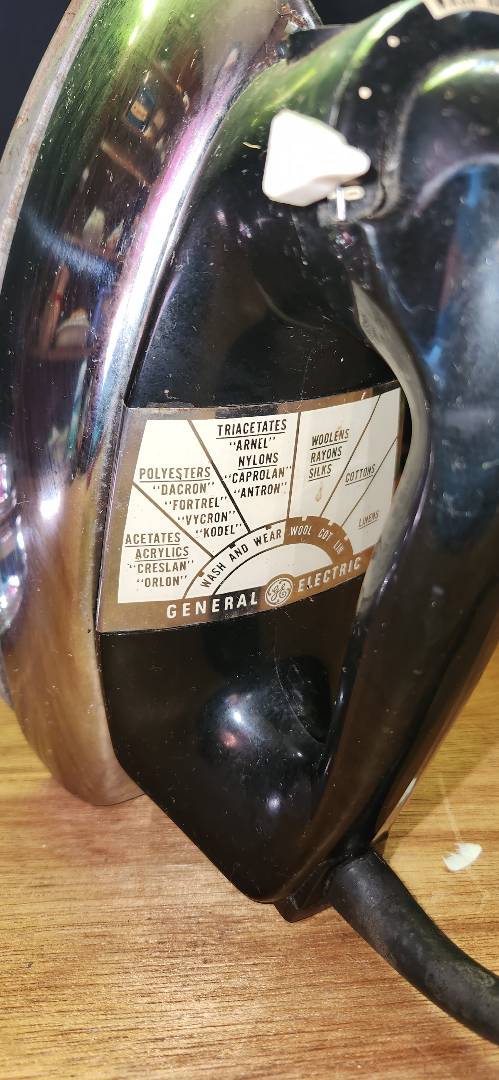 TRIACETATES
"ARNEL"
NYLONS
"CAPROLAN"
"ANTRON"
WOOLENS
RAYONS
SILKS
COTTONS
LINENS
POLYESTERS
"DACRON"
"FORTREL"
"VYCRON"
"KODEL"
ACETATES
ACRYLICS
"CRESLAN"
"ORLON"
WASH AND WEAR WOOL COT LIN
GENERAL GE ELECTRIC